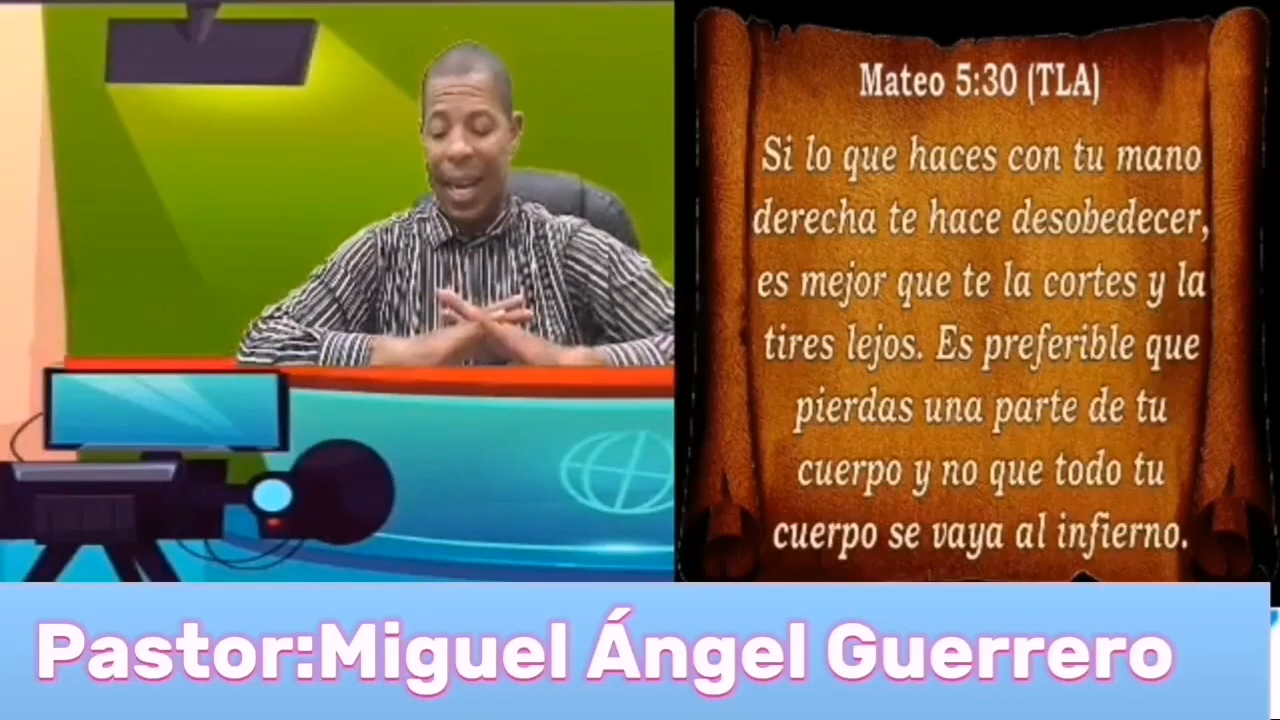 Mateo 5:30 (TLA)
Si lo que haces con tu mano
derecha te hace desobedecer,
es mejor que te la cortes y la
tires lejos. Es preferible que
pierdas una parte de tu
cuerpo y no que todo tu
cuerpo se vaya al infierno.
Pastor:Miguel Ángel Guerrero